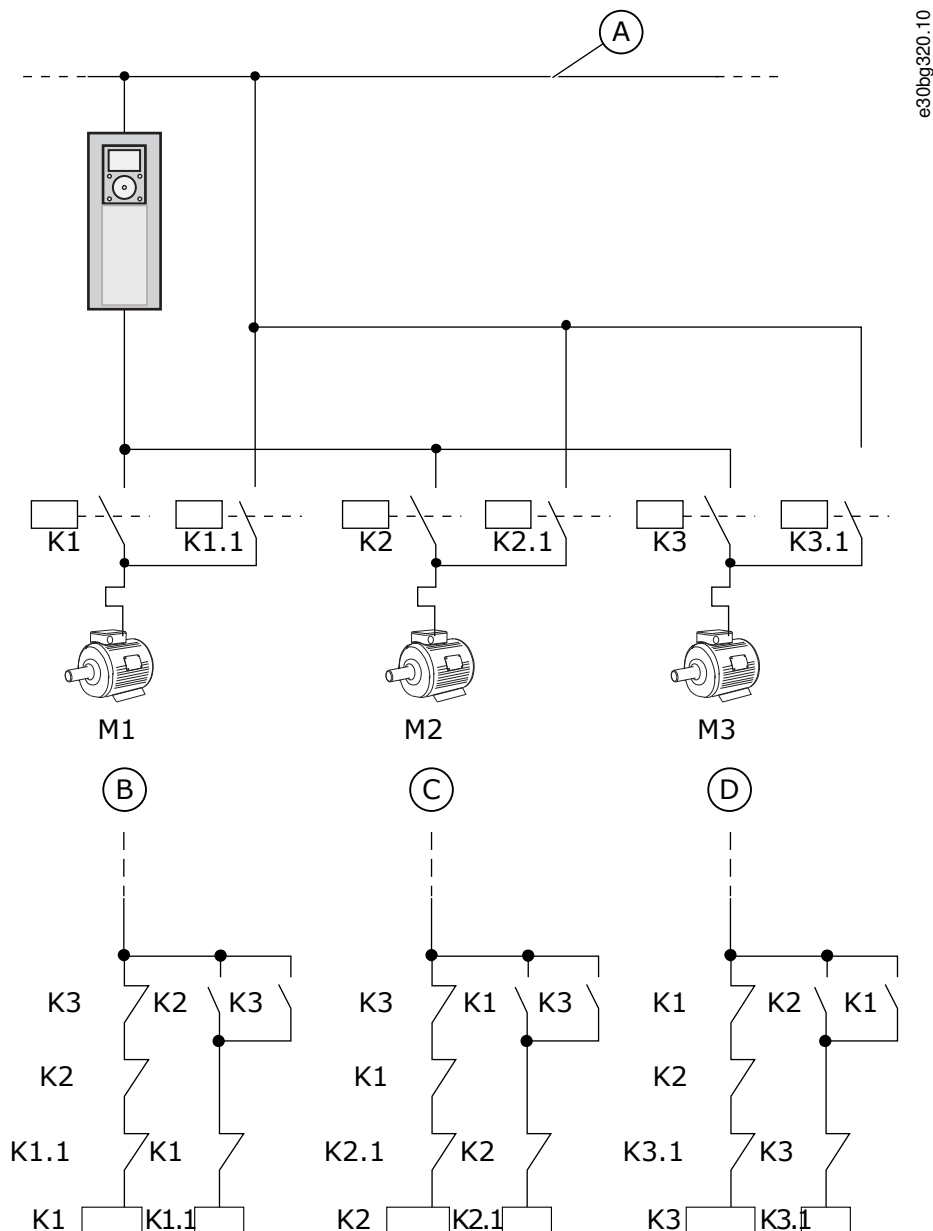 A
e30bg320.10
K1 K1.1 K2 K2.1 K3 K3.1
M1 M2 M3
B C D
K3 K2 K3 K3 K1 K3 K1 K2 K1
K2 K1 K2
K1.1 K1 K2.1 K2 K3.1 K3
K1 K1.1 K2 K2.1 K3 K3.1